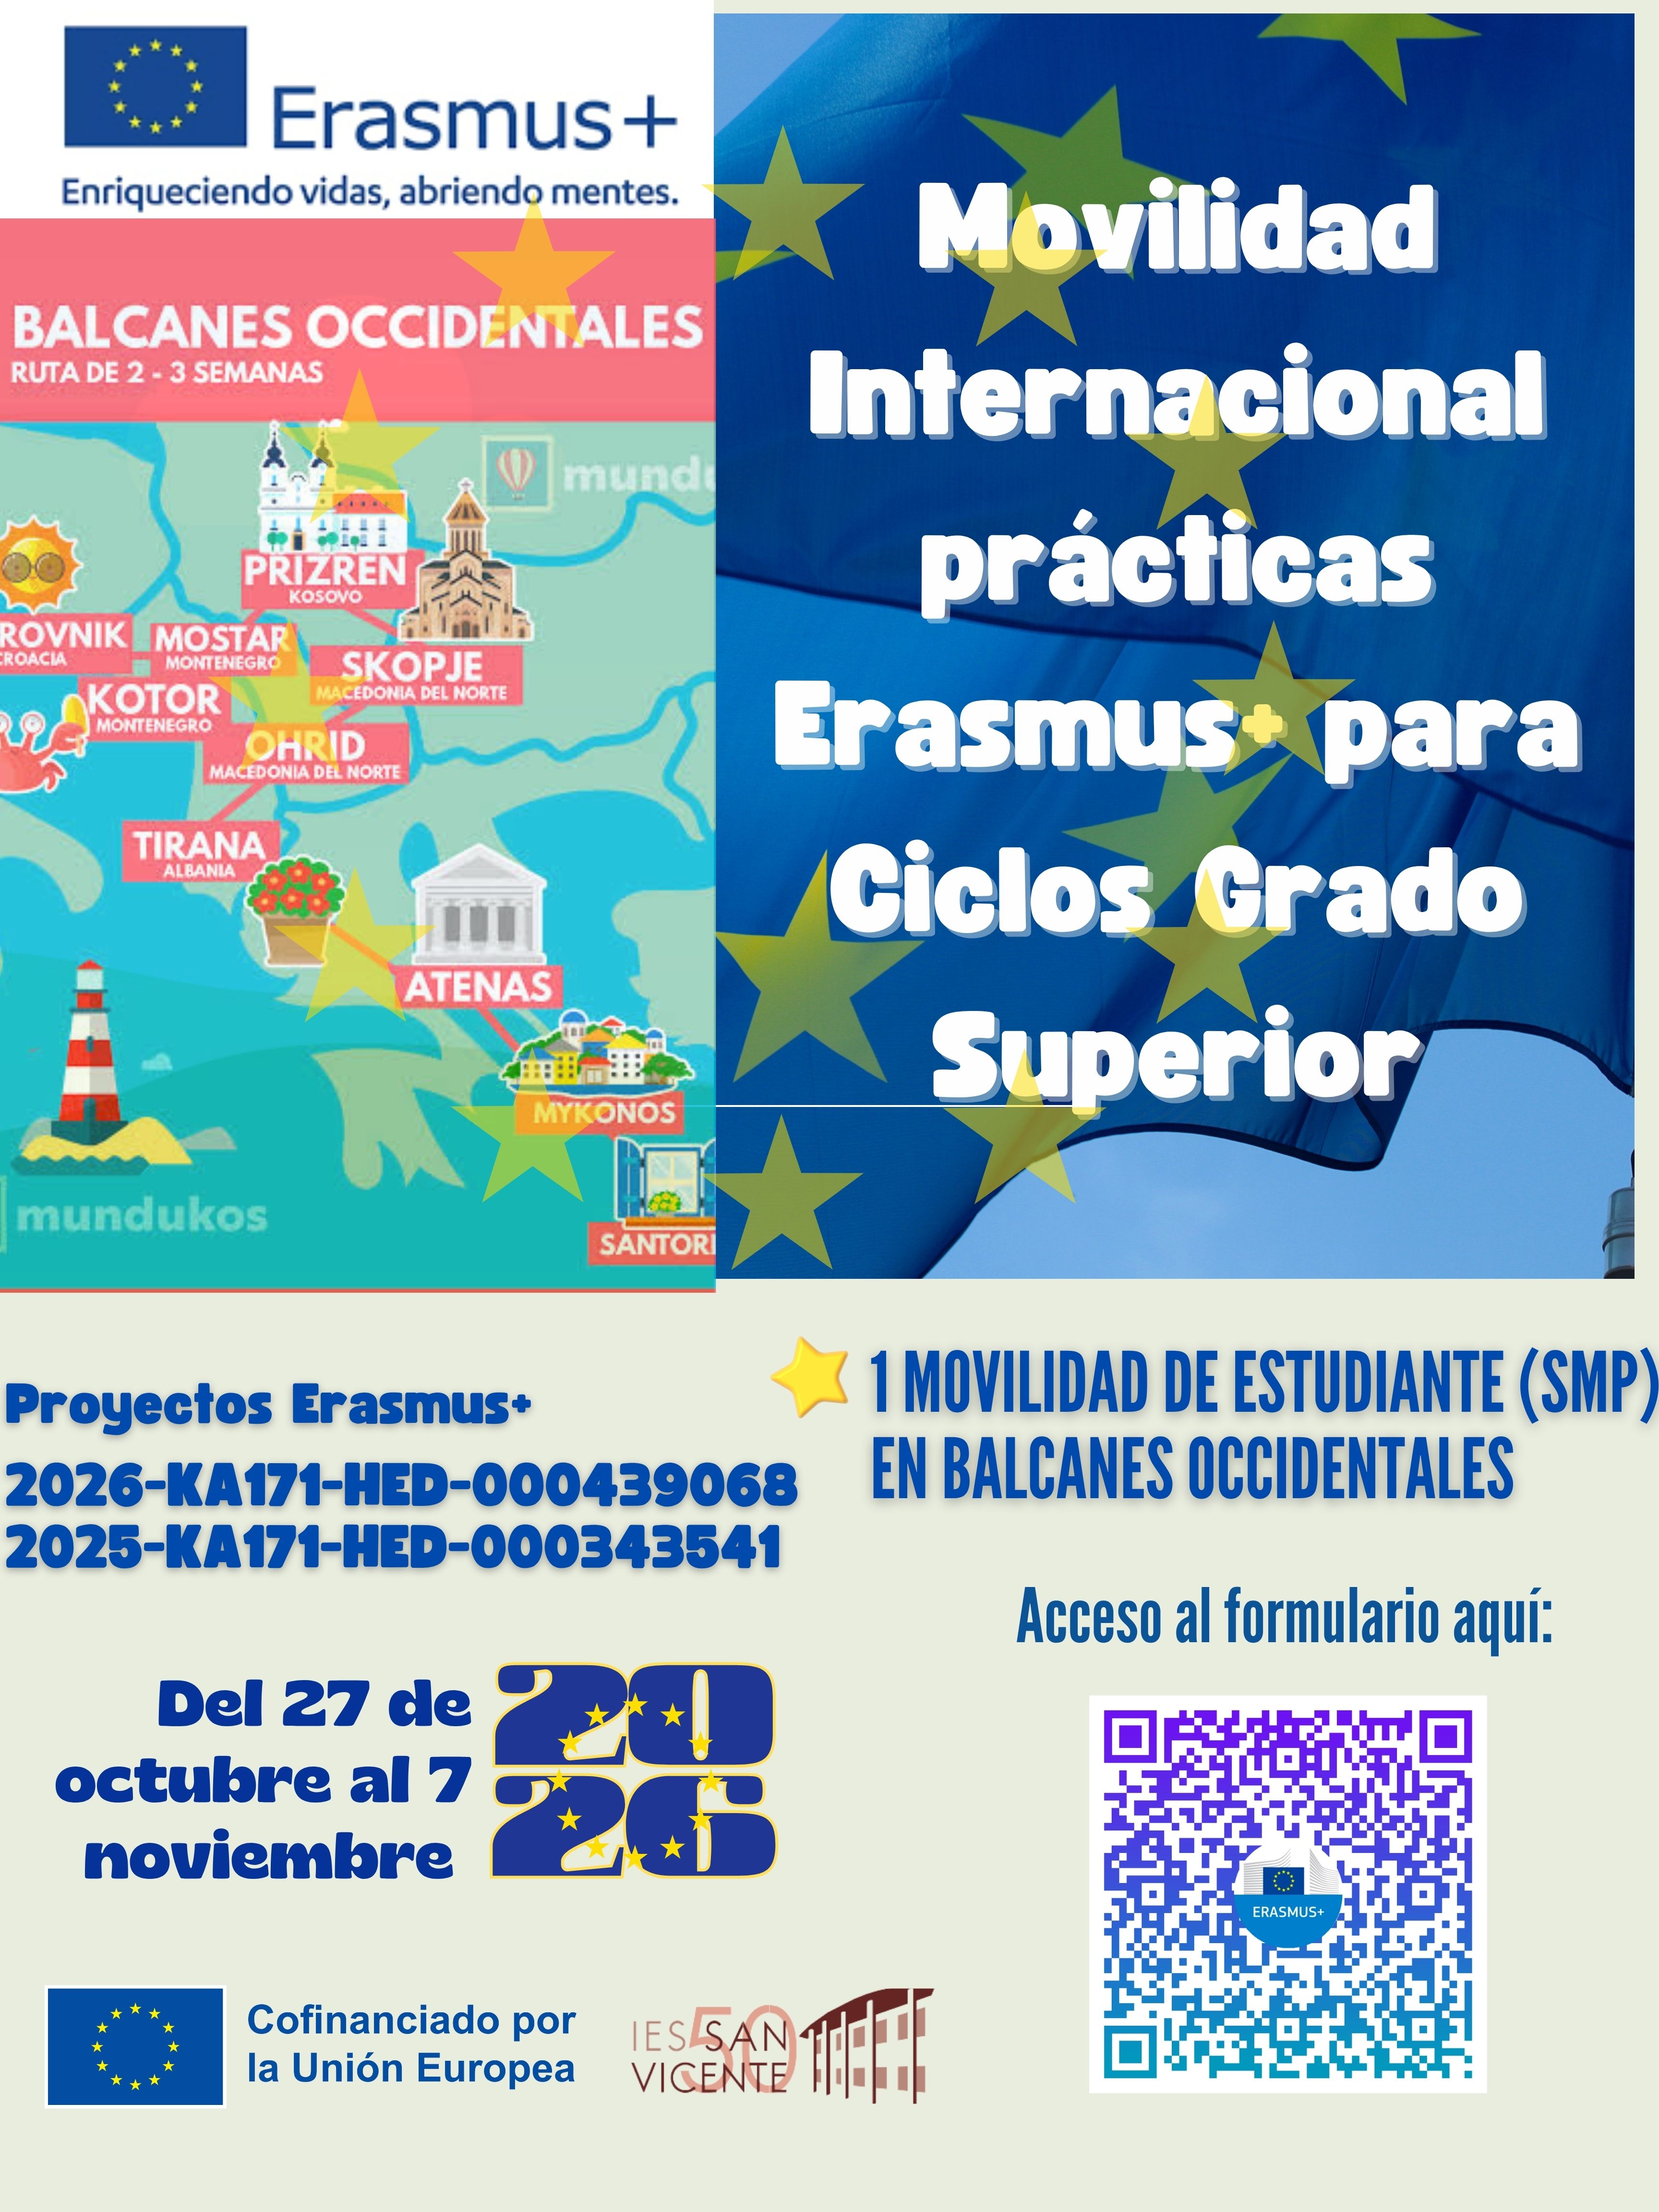 Erasmus+
Enriqueciendo vidas, abriendo mentes.
BALCANES OCCIDENTALES
RUTA DE 2 - 3 SEMANAS
mundu
PRIZREN
KOSOVO
ROVNIK
CROACIA
MOSTAR
MONTENEGRO
SKOPJE
MACEDONIA DEL NORTE
KOTOR
MONTENEGRO
OHRID
MACEDONIA DEL NORTE
TIRANA
ALBANIA
ATENAS
MYKONOS
mundukos
SANTORI
Movilidad
Internacional
prácticas
Erasmus+ para
Ciclos Grado
Superior
Proyectos Erasmus+
2026-KA171-HED-000439068
2025-KA171-HED-000343541
1 MOVILIDAD DE ESTUDIANTE (SMP)
EN BALCANES OCCIDENTALES
Acceso al formulario aquí:
Del 27 de
octubre al 7
noviembre
20
26
ERASMUS+
Cofinanciado por
la Unión Europea
IES SAN
VICENTE
50